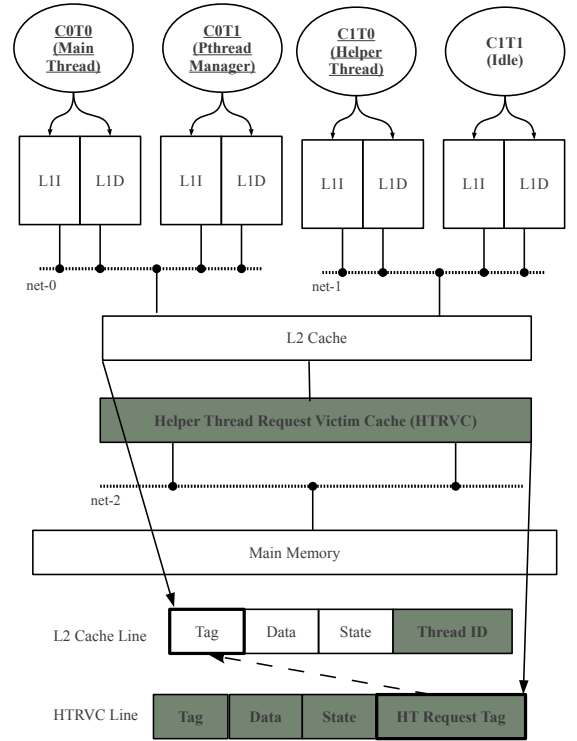 C0T0
(Main
Thread)
C0T1
(Pthread
Manager)
C1T0
(Helper
Thread)
C1T1
(Idle)
L1I
L1D
L1I
L1D
L1I
L1D
L1I
L1D
net-0
net-1
L2 Cache
Helper Thread Request Victim Cache (HTRVC)
net-2
Main Memory
L2 Cache Line
Tag
Data
State
Thread ID
HTRVC Line
Tag
Data
State
HT Request Tag